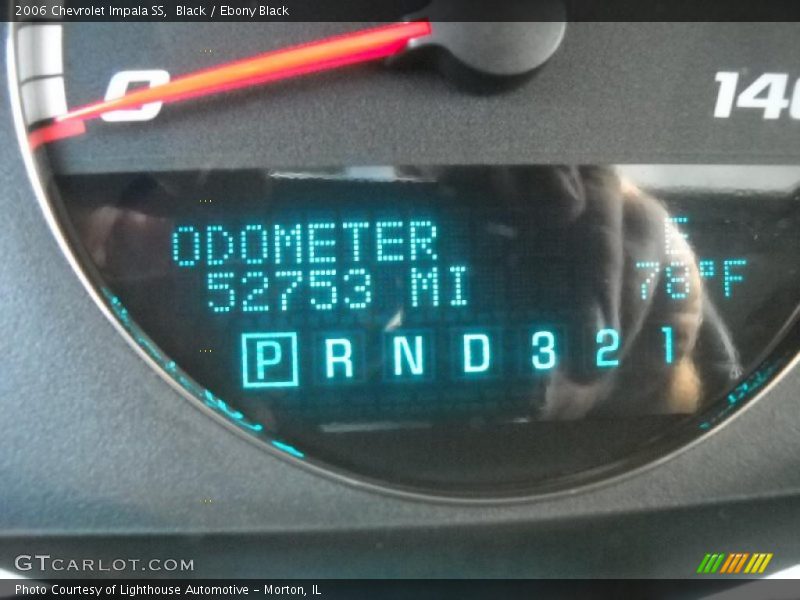 2006 Chevrolet Impala SS, Black / Ebony Black
0
140
ODOMETER E
52753 MI 78°F
P R N D 3 2 1
GTCARLOT.COM
Photo Courtesy of Lighthouse Automotive - Morton, IL